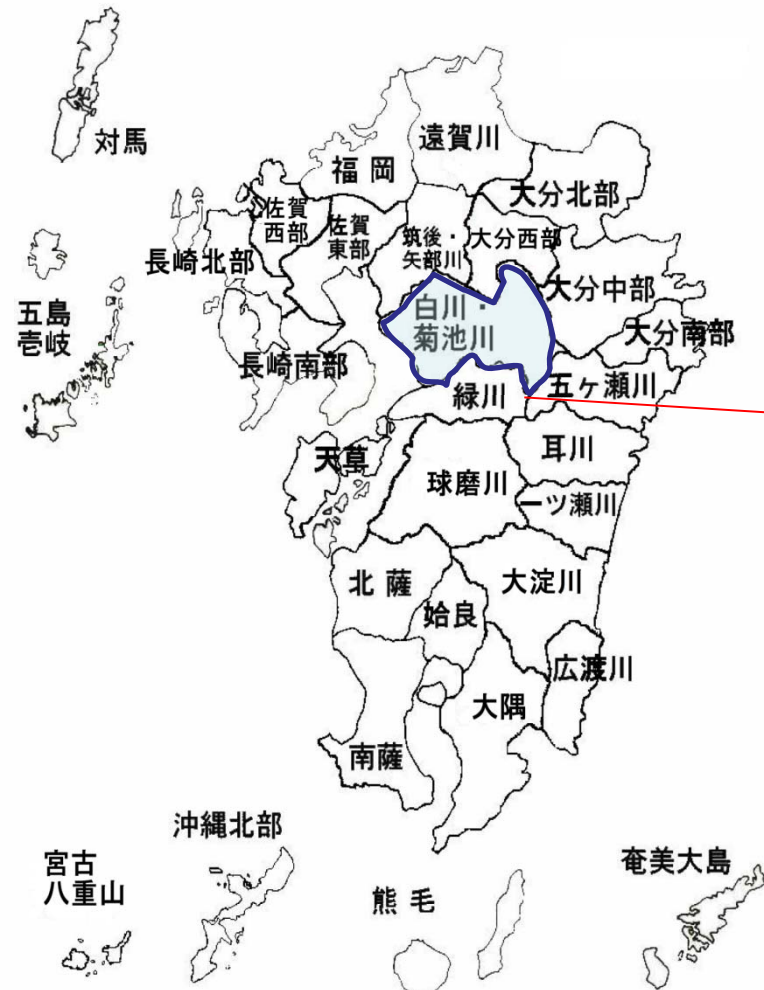 対馬
遠賀川
福岡
大分北部
佐賀
西部
佐賀
東部
筑後・
矢部川
大分西部
長崎北部
大分中部
五島
壱岐
白川・
菊池川
大分南部
長崎南部
五ヶ瀬川
緑川
天草
耳川
球磨川
一ツ瀬川
北薩
大淀川
姶良
広渡川
大隅
南薩
沖縄北部
宮古
八重山
熊毛
奄美大島